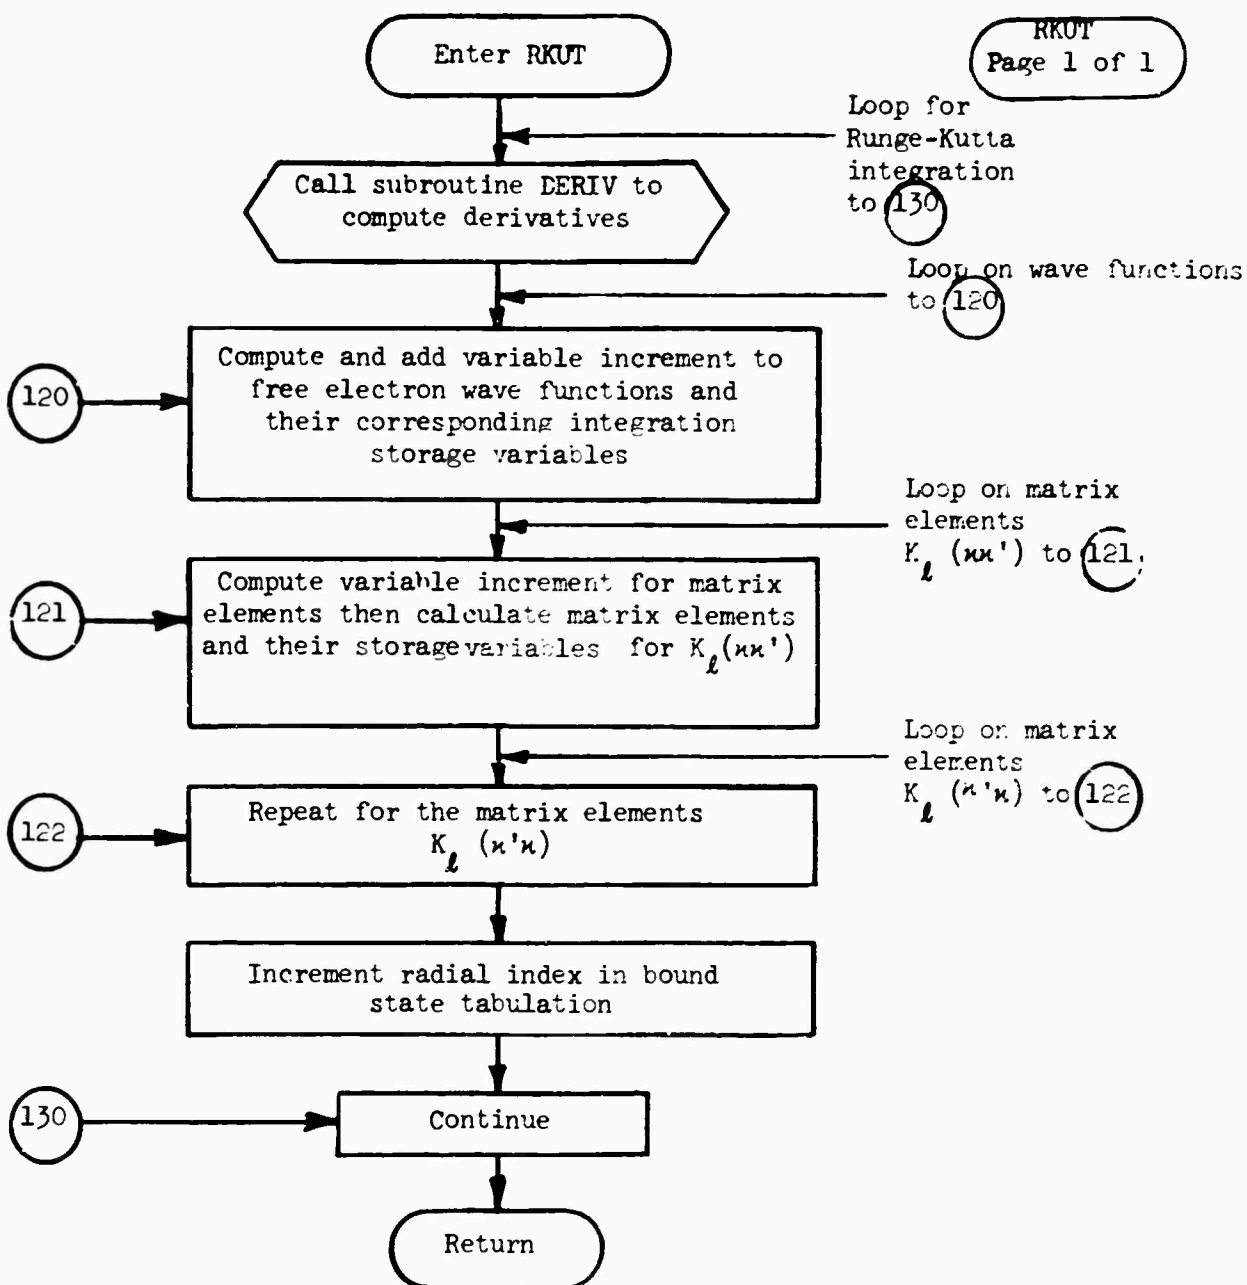 Enter RKUT
RKUT
Page 1 of 1
Loop for
Runge-Kutta
integration
to 130
Call subroutine DERIV to
compute derivatives
Loop on wave functions
to 120
120
Compute and add variable increment to
free electron wave functions and
their corresponding integration
storage variables
Loop on matrix
elements
K_ℓ (ϰϰ') to 121
121
Compute variable increment for matrix
elements then calculate matrix elements
and their storage variables for K_ℓ(ϰϰ')
Loop on matrix
elements
K_ℓ (ϰ'ϰ) to 122
122
Repeat for the matrix elements
K_ℓ (ϰ'ϰ)
Increment radial index in bound
state tabulation
130
Continue
Return